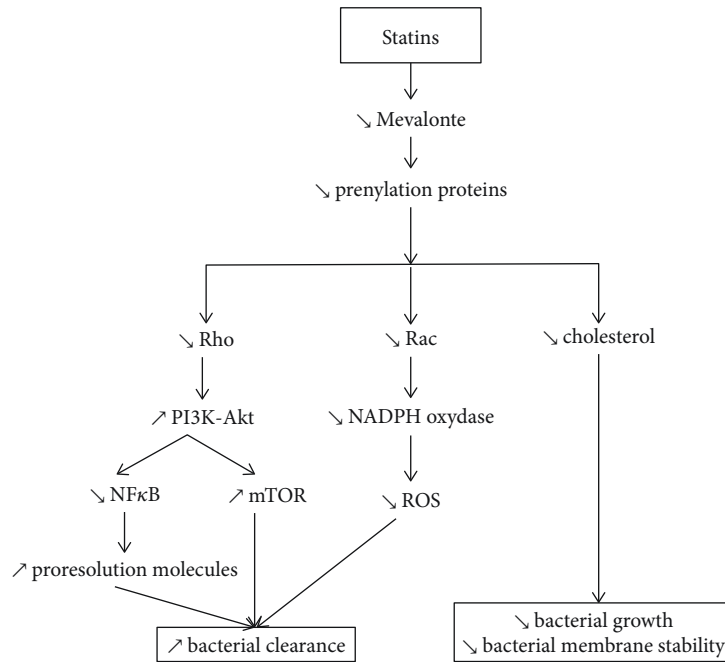 Statins
↘ Mevalonte
↘ prenylation proteins
↘ Rho
↘ Rac
↘ cholesterol
↗ PI3K-Akt
↘ NADPH oxydase
↘ NFκB
↗ mTOR
↘ ROS
↗ proresolution molecules
↘ bacterial growth
↗ bacterial clearance
↘ bacterial membrane stability